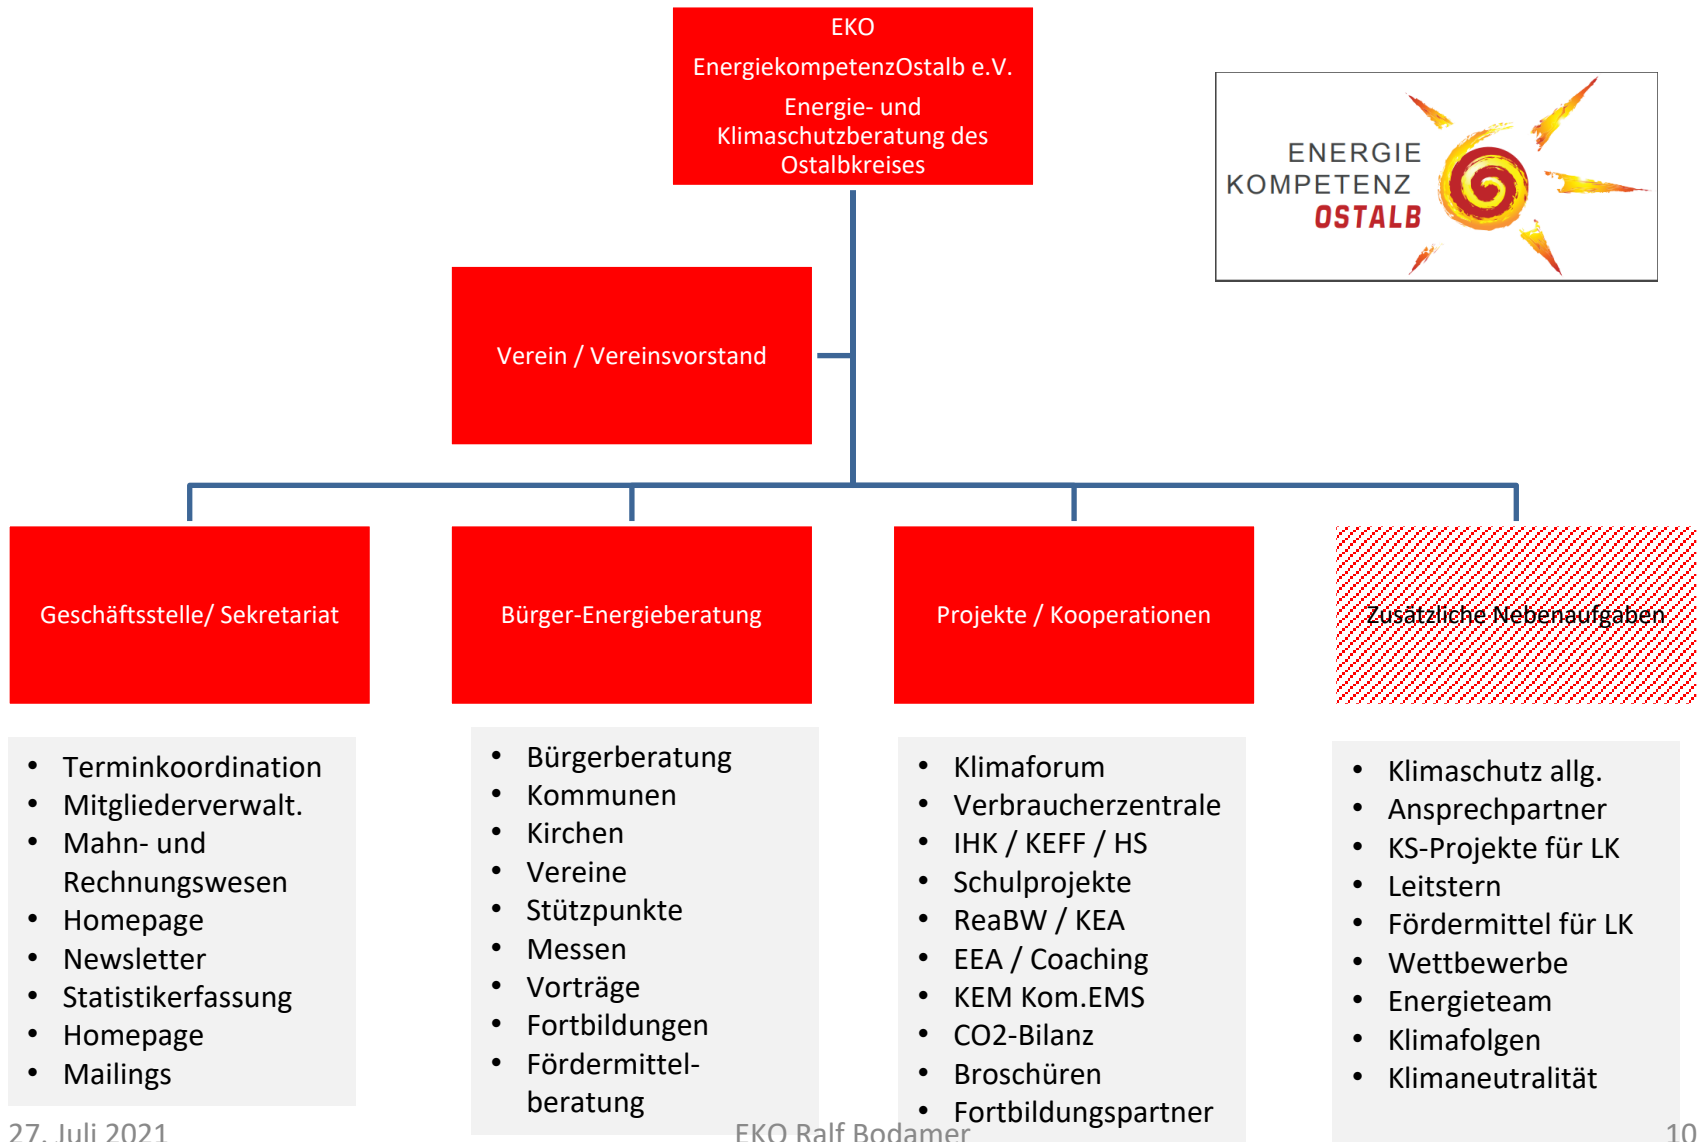 EKO
EnergiekompetenzOstalb e.V.
Energie- und
Klimaschutzberatung des
Ostalbkreises
ENERGIE
KOMPETENZ
OSTALB
Verein / Vereinsvorstand
Geschäftsstelle/ Sekretariat
Bürger-Energieberatung
Projekte / Kooperationen
Zusätzliche Nebenaufgaben
• Terminkoordination
• Mitgliederverwalt.
• Mahn- und
Rechnungswesen
• Homepage
• Newsletter
• Statistikerfassung
• Homepage
• Mailings
• Bürgerberatung
• Kommunen
• Kirchen
• Vereine
• Stützpunkte
• Messen
• Vorträge
• Fortbildungen
• Fördermittel-
beratung
• Klimaforum
• Verbraucherzentrale
• IHK / KEFF / HS
• Schulprojekte
• ReaBW / KEA
• EEA / Coaching
• KEM Kom.EMS
• CO2-Bilanz
• Broschüren
• Fortbildungspartner
• Klimaschutz allg.
• Ansprechpartner
• KS-Projekte für LK
• Leitstern
• Fördermittel für LK
• Wettbewerbe
• Energieteam
• Klimafolgen
• Klimaneutralität
27. Juli 2021
EKO Ralf Bodamer
10